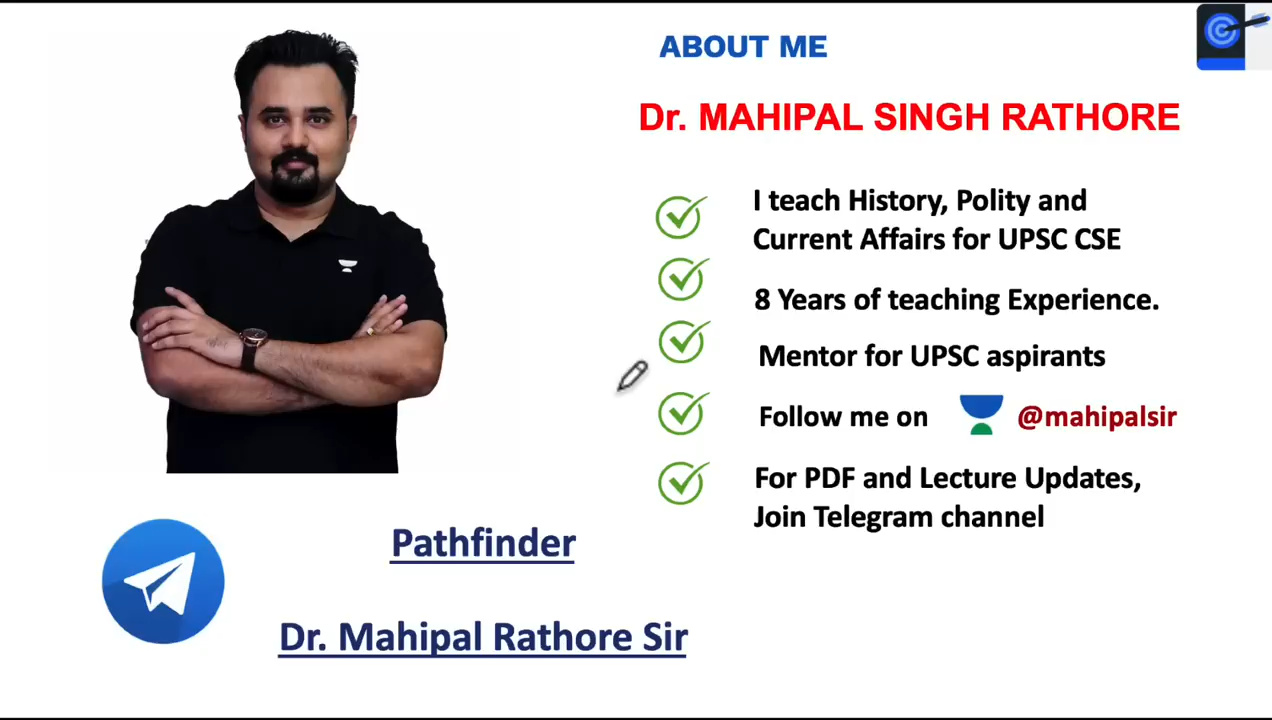 ABOUT ME
Dr. MAHIPAL SINGH RATHORE
I teach History, Polity and
Current Affairs for UPSC CSE
8 Years of teaching Experience.
Mentor for UPSC aspirants
Follow me on @mahipalsir
For PDF and Lecture Updates,
Join Telegram channel
Pathfinder
Dr. Mahipal Rathore Sir